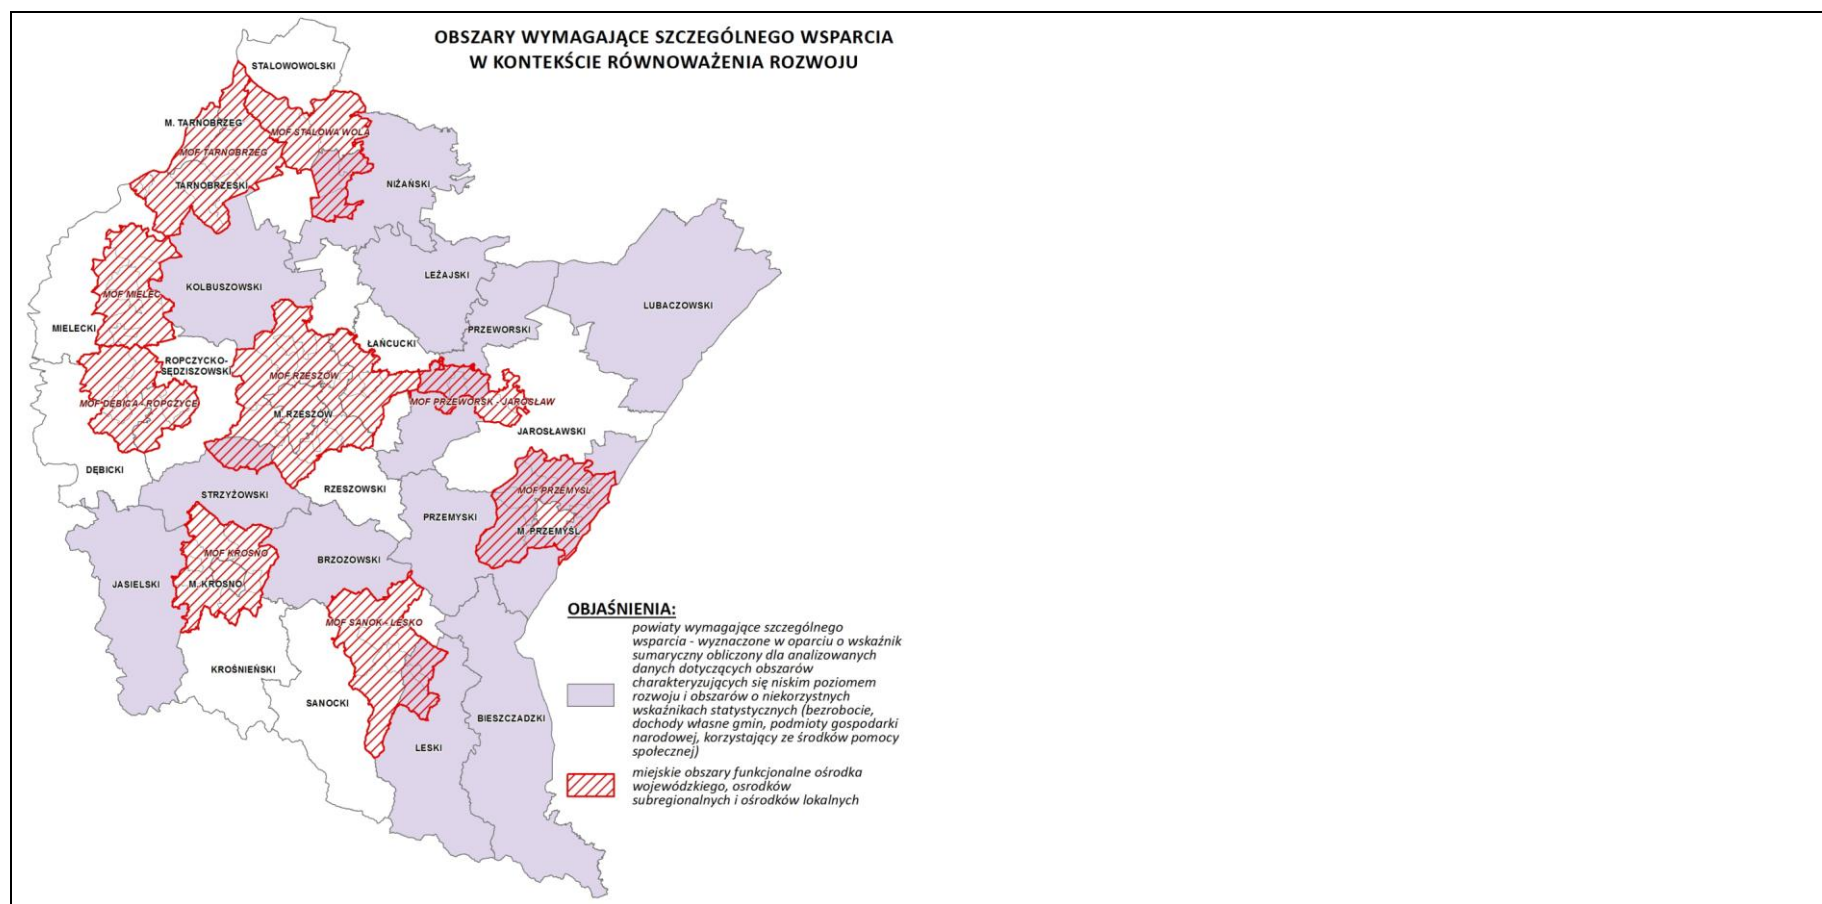 OBSZARY WYMAGAJĄCE SZCZEGÓLNEGO WSPARCIA
W KONTEKŚCIE RÓWNOWAŻENIA ROZWOJU
STALOWOWOLSKI
M. TARNOBRZEG
MOF STALOWA WOLA
MOF TARNOBRZEG
TARNOBRZESKI
NIŻAŃSKI
LEŻAJSKI
KOLBUSZOWSKI
MOF MIELEC
LUBACZOWSKI
MIELECKI
PRZEWORSKI
ŁAŃCUCKI
ROPCZYCKO-
SĘDZISZOWSKI
MOF RZESZÓW
MOF DĘBICA - ROPCZYCE
MOF PRZEWORSK - JAROSŁAW
M. RZESZÓW
JAROSŁAWSKI
DĘBICKI
RZESZOWSKI
MOF PRZEMYŚL
STRZYŻOWSKI
PRZEMYSKI
M. PRZEMYŚL
MOF KROSNO
BRZOZOWSKI
JASIELSKI
M. KROSNO
MOF SANOK - LESKO
KROŚNIEŃSKI
SANOCKI
BIESZCZADZKI
LESKI
OBJAŚNIENIA:
powiaty wymagające szczególnego
wsparcia - wyznaczone w oparciu o wskaźnik
sumaryczny obliczony dla analizowanych
danych dotyczących obszarów
charakteryzujących się niskim poziomem
rozwoju i obszarów o niekorzystnych
wskaźnikach statystycznych (bezrobocie,
dochody własne gmin, podmioty gospodarki
narodowej, korzystający ze środków pomocy
społecznej)
miejskie obszary funkcjonalne ośrodka
wojewódzkiego, osrodków
subregionalnych i ośrodków lokalnych